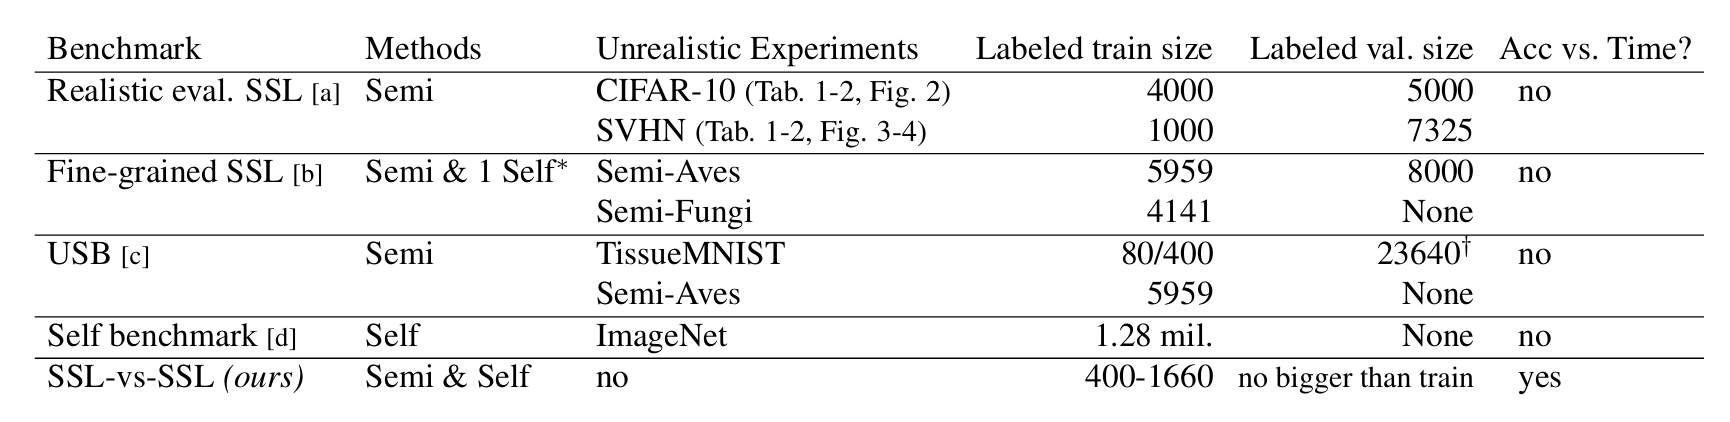 Benchmark Methods Unrealistic Experiments Labeled train size Labeled val. size Acc vs. Time?
Realistic eval. SSL [a] Semi CIFAR-10 (Tab. 1-2, Fig. 2) 4000 5000 no
SVHN (Tab. 1-2, Fig. 3-4) 1000 7325
Fine-grained SSL [b] Semi & 1 Self* Semi-Aves 5959 8000 no
Semi-Fungi 4141 None
USB [c] Semi TissueMNIST 80/400 23640† no
Semi-Aves 5959 None
Self benchmark [d] Self ImageNet 1.28 mil. None no
SSL-vs-SSL (ours) Semi & Self no 400-1660 no bigger than train yes